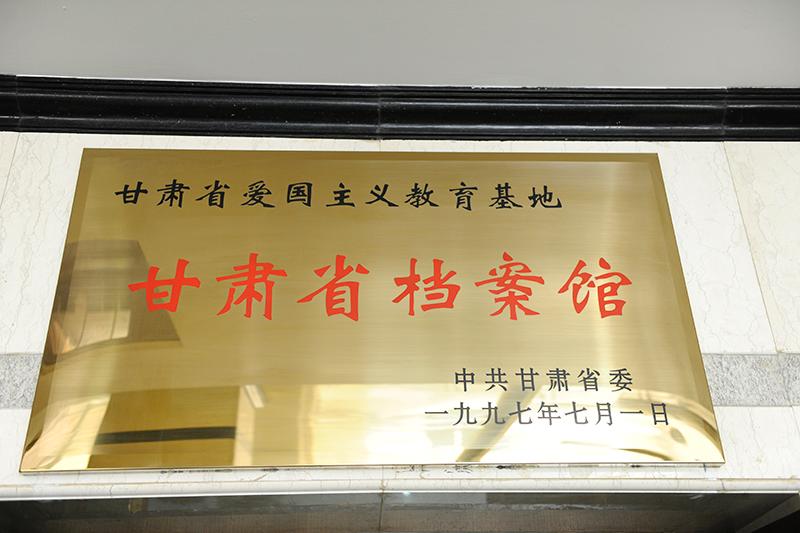 甘肃省爱国主义教育基地
甘肃省档案馆
中共甘肃省委
一九九七年七月一日